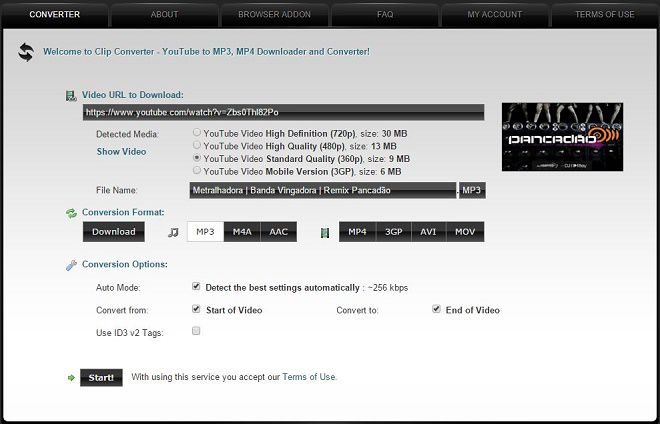 CONVERTER ABOUT BROWSER ADDON FAQ MY ACCOUNT TERMS OF USE
Welcome to Clip Converter - YouTube to MP3, MP4 Downloader and Converter!
Video URL to Download:
https://www.youtube.com/watch?v=Zbs0Thl82Po
Detected Media: YouTube Video High Definition (720p), size: 30 MB
Show Video YouTube Video High Quality (480p), size: 13 MB
YouTube Video Standard Quality (360p), size: 9 MB
YouTube Video Mobile Version (3GP), size: 6 MB
PANCADÃO
File Name: Metralhadora | Banda Vingadora | Remix Pancadão .MP3
Conversion Format:
Download MP3 M4A AAC MP4 3GP AVI MOV
Conversion Options:
Auto Mode: Detect the best settings automatically : ~256 kbps
Convert from: Start of Video Convert to: End of Video
Use ID3 v2 Tags:
Start! With using this service you accept our Terms of Use.